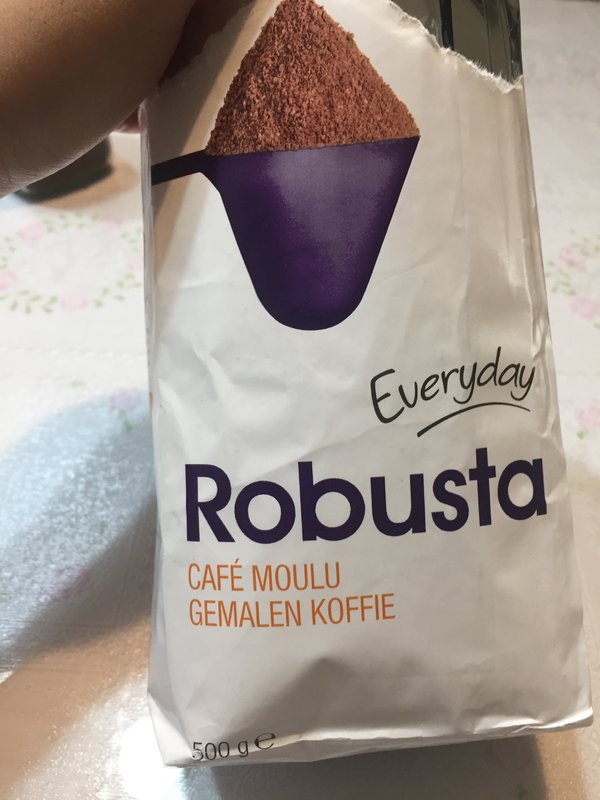 Everyday
Robusta
CAFÉ MOULU
GEMALEN KOFFIE
500 g e